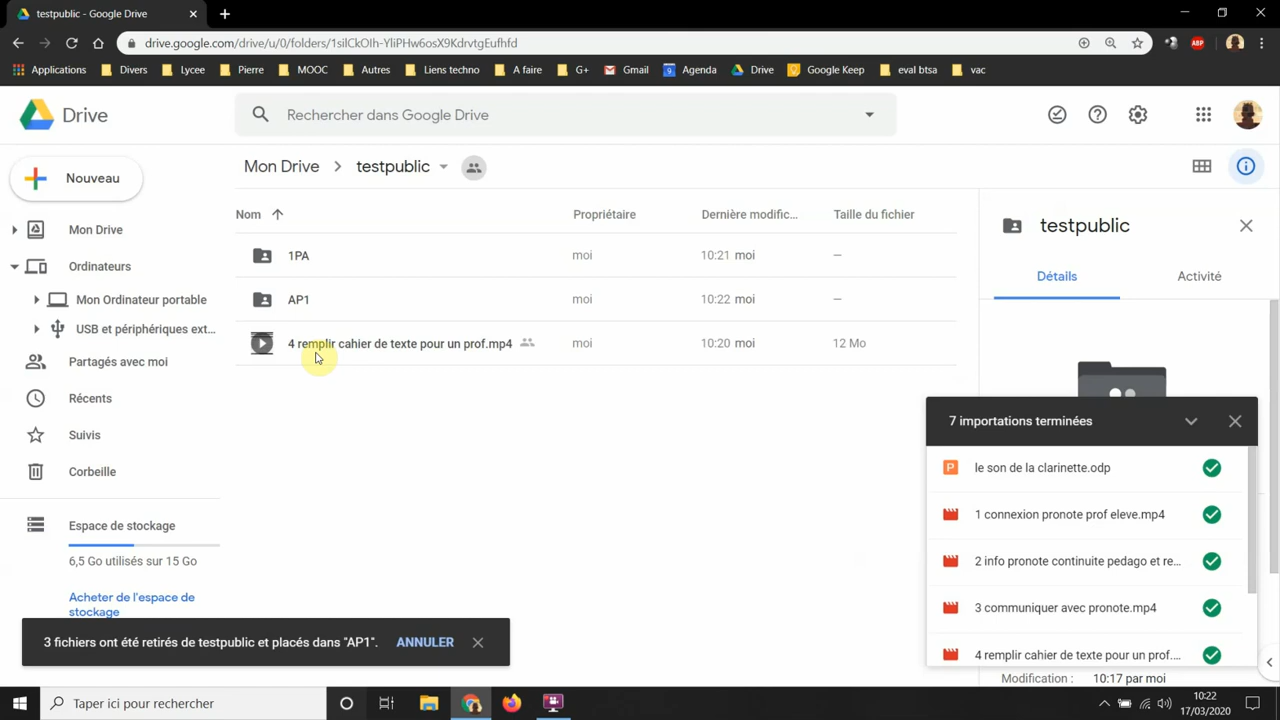 testpublic - Google Drive
drive.google.com/drive/u/0/folders/1silCkOIh-YliPHw6osX9KdrvtgEufhfd
ABP
Applications Divers Lycee Pierre MOOC Autres Liens techno A faire G+ Gmail 9 Agenda Drive Google Keep eval btsa vac
Drive
Rechercher dans Google Drive
Nouveau
Mon Drive
Ordinateurs
Mon Ordinateur portable
USB et périphériques ext...
Partagés avec moi
Récents
Suivis
Corbeille
Espace de stockage
6,5 Go utilisés sur 15 Go
Acheter de l'espace de
stockage
Mon Drive > testpublic
Nom Propriétaire Dernière modific... Taille du fichier
1PA moi 10:21 moi —
AP1 moi 10:22 moi —
4 remplir cahier de texte pour un prof.mp4 moi 10:20 moi 12 Mo
testpublic
Détails Activité
7 importations terminées
P le son de la clarinette.odp
1 connexion pronote prof eleve.mp4
2 info pronote continuite pedago et re...
3 communiquer avec pronote.mp4
4 remplir cahier de texte pour un prof....
Modification : 10:17 par moi
3 fichiers ont été retirés de testpublic et placés dans "AP1". ANNULER
Taper ici pour rechercher
10:22
17/03/2020